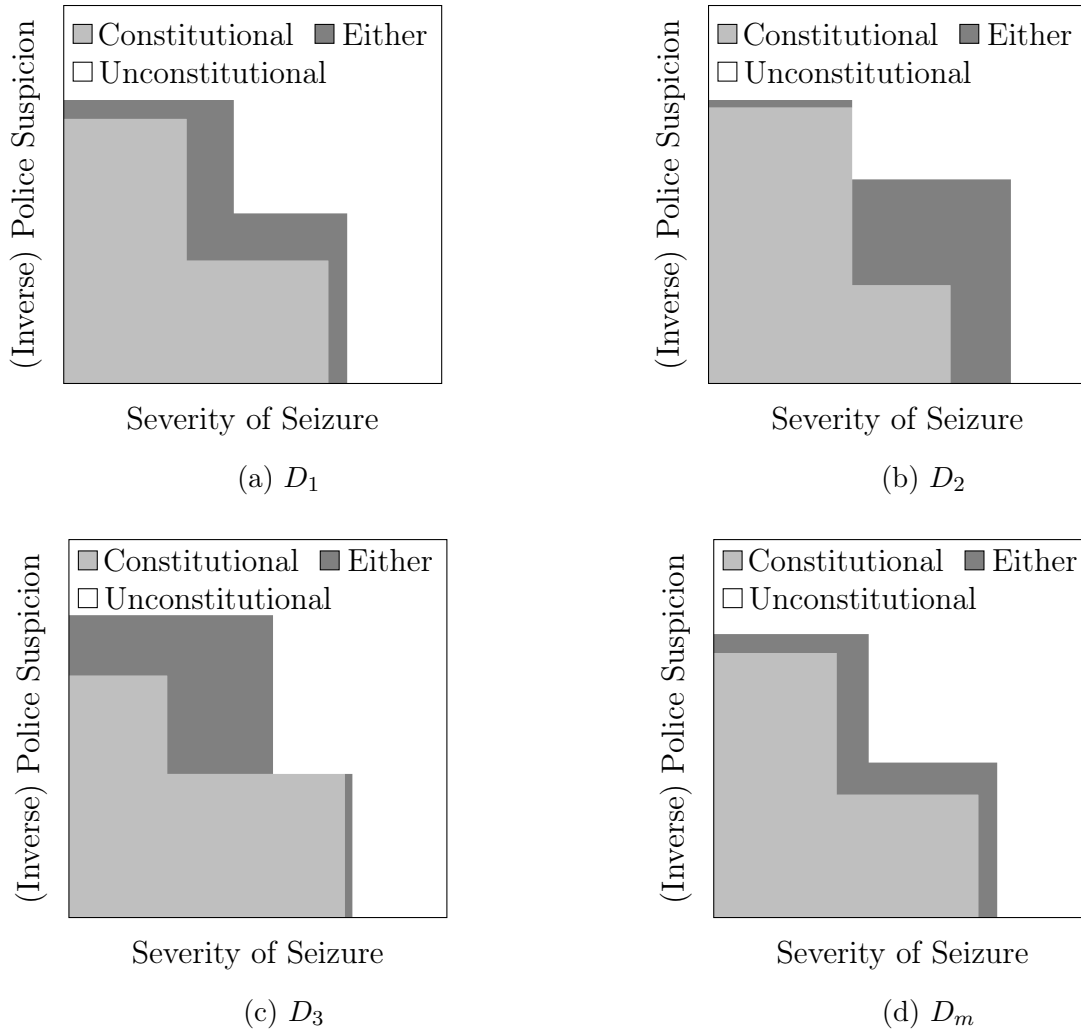 Constitutional Either
Unconstitutional
(Inverse) Police Suspicion
Severity of Seizure
(a) D₁
Constitutional Either
Unconstitutional
(Inverse) Police Suspicion
Severity of Seizure
(b) D₂
Constitutional Either
Unconstitutional
(Inverse) Police Suspicion
Severity of Seizure
(c) D₃
Constitutional Either
Unconstitutional
(Inverse) Police Suspicion
Severity of Seizure
(d) Dₘ